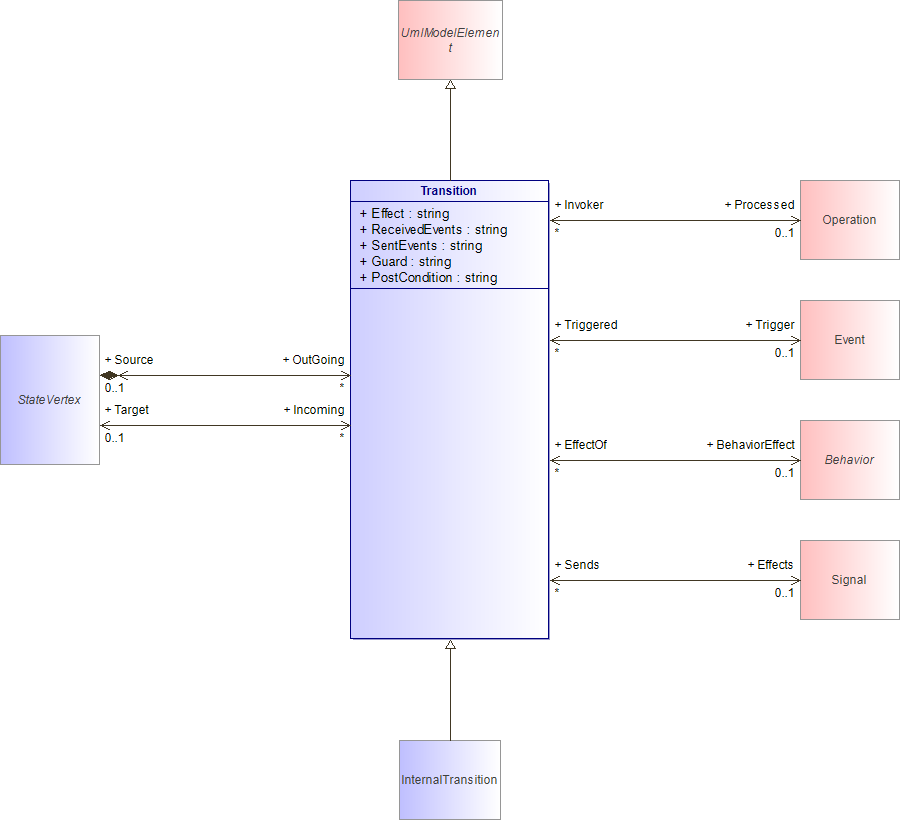 UmlModelElemen
t
Transition
+ Effect : string
+ ReceivedEvents : string
+ SentEvents : string
+ Guard : string
+ PostCondition : string
+ Invoker
+ Processed
*
0..1
Operation
+ Triggered
+ Trigger
*
0..1
Event
+ Source
+ OutGoing
0..1
*
StateVertex
+ Target
+ Incoming
0..1
*
+ EffectOf
+ BehaviorEffect
*
0..1
Behavior
+ Sends
+ Effects
*
0..1
Signal
InternalTransition